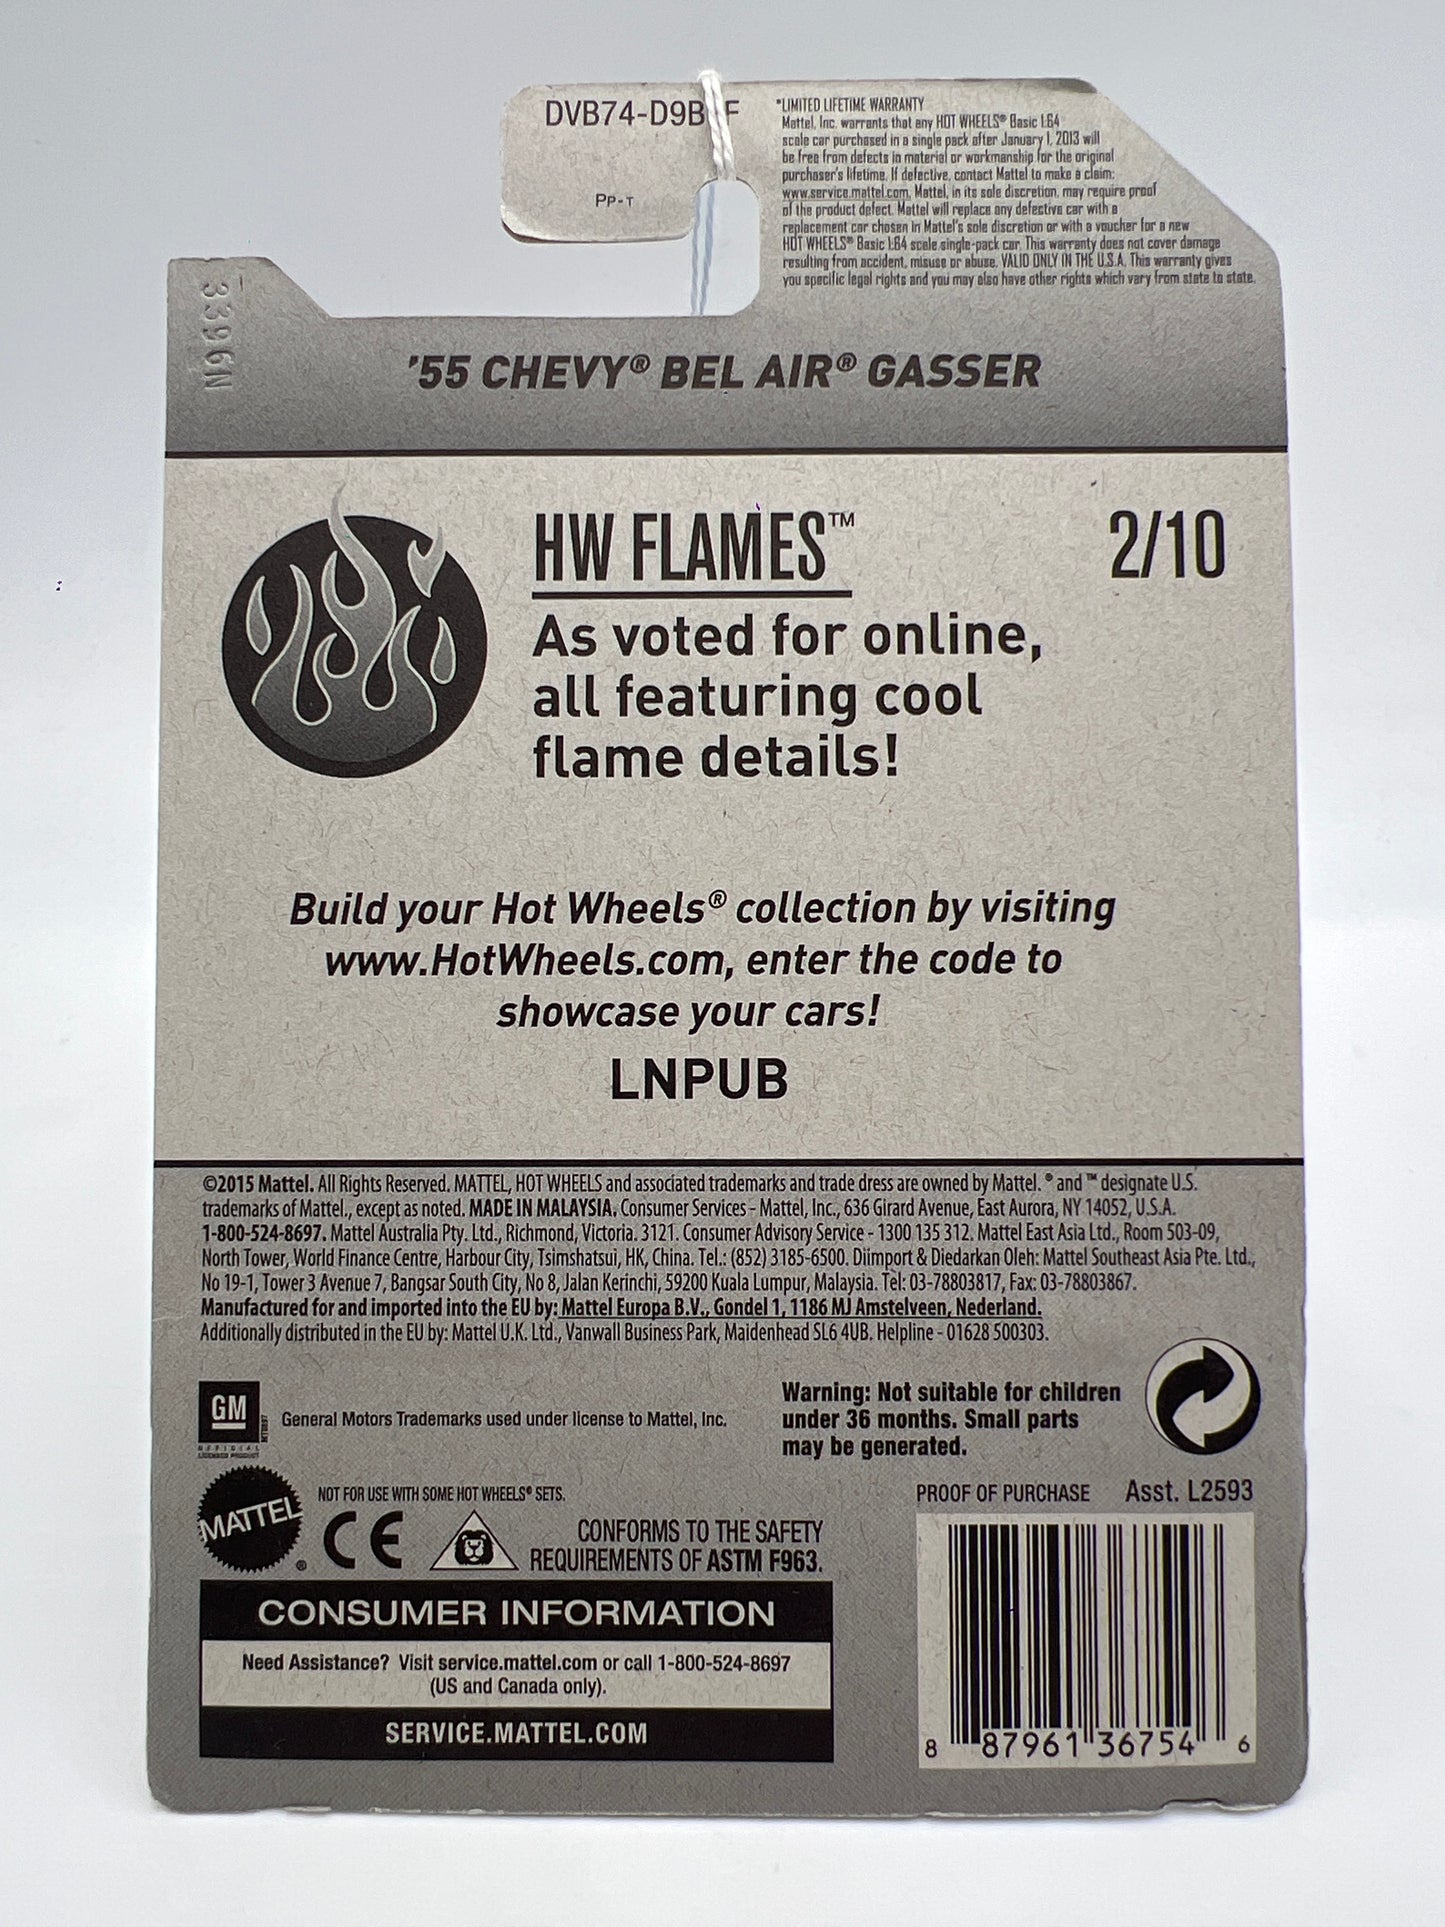 DVB74-D9B F
Pp-T
*LIMITED LIFETIME WARRANTY
Mattel, Inc. warrants that any HOT WHEELS® Basic 1:64
scale car purchased in a single pack after January 1, 2013 will
be free from defects in material or workmanship for the original
purchaser's lifetime. If defective, contact Mattel to make a claim:
www.service.mattel.com. Mattel, in its sole discretion, may require proof
of the product defect. Mattel will replace any defective car with a
replacement car chosen in Mattel's sole discretion or with a voucher for a new
HOT WHEELS® Basic 1:64 scale single-pack car. This warranty does not cover damage
resulting from accident, misuse or abuse. VALID ONLY IN THE U.S.A. This warranty gives
you specific legal rights and you may also have other rights which vary from state to state.
3396N
'55 CHEVY® BEL AIR® GASSER
HW FLAMES™
2/10
As voted for online,
all featuring cool
flame details!
Build your Hot Wheels® collection by visiting
www.HotWheels.com, enter the code to
showcase your cars!
LNPUB
©2015 Mattel. All Rights Reserved. MATTEL, HOT WHEELS and associated trademarks and trade dress are owned by Mattel. ® and ™ designate U.S.
trademarks of Mattel., except as noted. MADE IN MALAYSIA. Consumer Services - Mattel, Inc., 636 Girard Avenue, East Aurora, NY 14052, U.S.A.
1-800-524-8697. Mattel Australia Pty. Ltd., Richmond, Victoria. 3121. Consumer Advisory Service - 1300 135 312. Mattel East Asia Ltd., Room 503-09,
North Tower, World Finance Centre, Harbour City, Tsimshatsui, HK, China. Tel.: (852) 3185-6500. Diimport & Diedarkan Oleh: Mattel Southeast Asia Pte. Ltd.,
No 19-1, Tower 3 Avenue 7, Bangsar South City, No 8, Jalan Kerinchi, 59200 Kuala Lumpur, Malaysia. Tel: 03-78803817, Fax: 03-78803867.
Manufactured for and imported into the EU by: Mattel Europa B.V., Gondel 1, 1186 MJ Amstelveen, Nederland.
Additionally distributed in the EU by: Mattel U.K. Ltd., Vanwall Business Park, Maidenhead SL6 4UB. Helpline - 01628 500303.
GM
OFFICIAL
LICENSED PRODUCT
General Motors Trademarks used under license to Mattel, Inc.
Warning: Not suitable for children
under 36 months. Small parts
may be generated.
MATTEL®
NOT FOR USE WITH SOME HOT WHEELS® SETS.
CE
CONFORMS TO THE SAFETY
REQUIREMENTS OF ASTM F963.
PROOF OF PURCHASE Asst. L2593
CONSUMER INFORMATION
Need Assistance? Visit service.mattel.com or call 1-800-524-8697
(US and Canada only).
SERVICE.MATTEL.COM
8 87961 36754 6